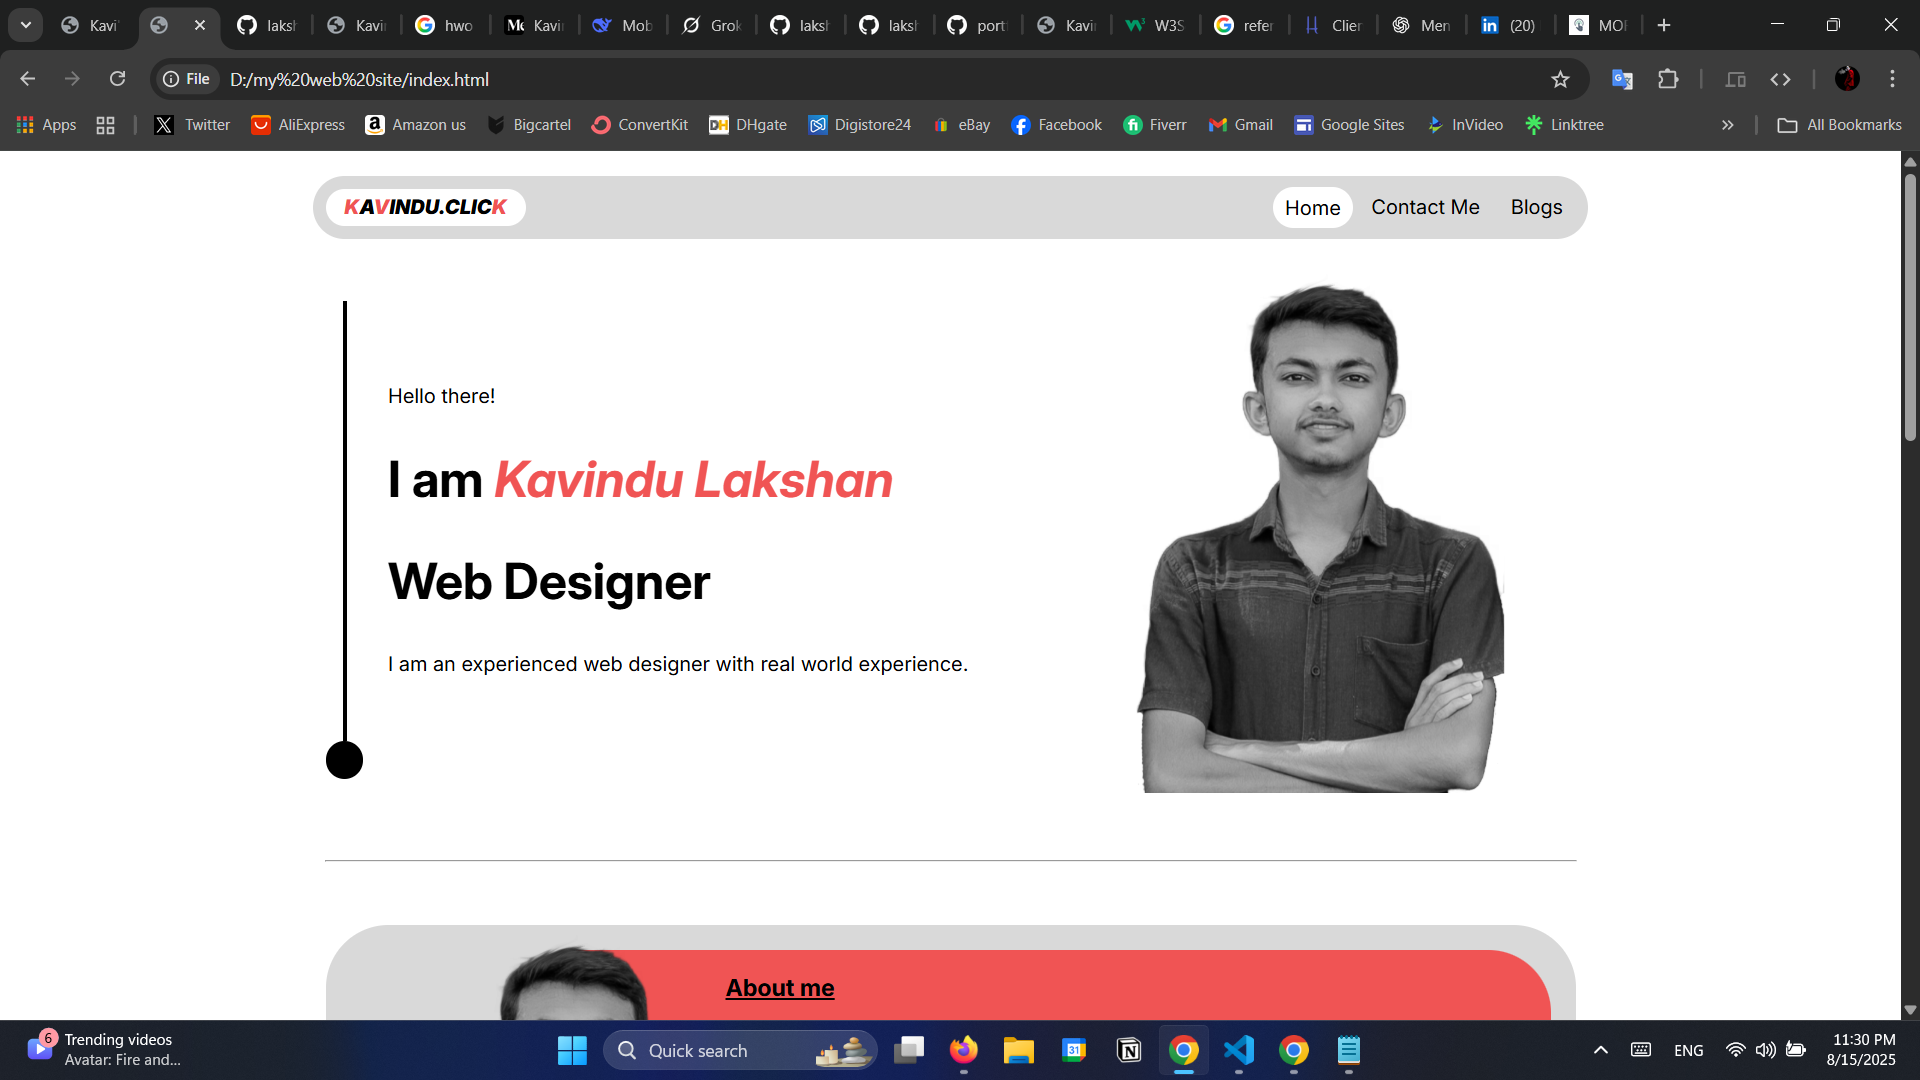 Kavi
laksh
Kavi
hwo
Kavi
Mob
Grok
laksh
laksh
port
Kavi
W3S
refer
Clien
Men
(20)
MOR
File
D:/my%20web%20site/index.html
Apps
Twitter
AliExpress
Amazon us
Bigcartel
ConvertKit
DHgate
Digistore24
eBay
Facebook
Fiverr
Gmail
Google Sites
InVideo
Linktree
All Bookmarks
KAVINDU.CLICK
Home
Contact Me
Blogs
Hello there!
I am Kavindu Lakshan
Web Designer
I am an experienced web designer with real world experience.
About me
6
Trending videos
Avatar: Fire and...
Quick search
31
ENG
11:30 PM
8/15/2025